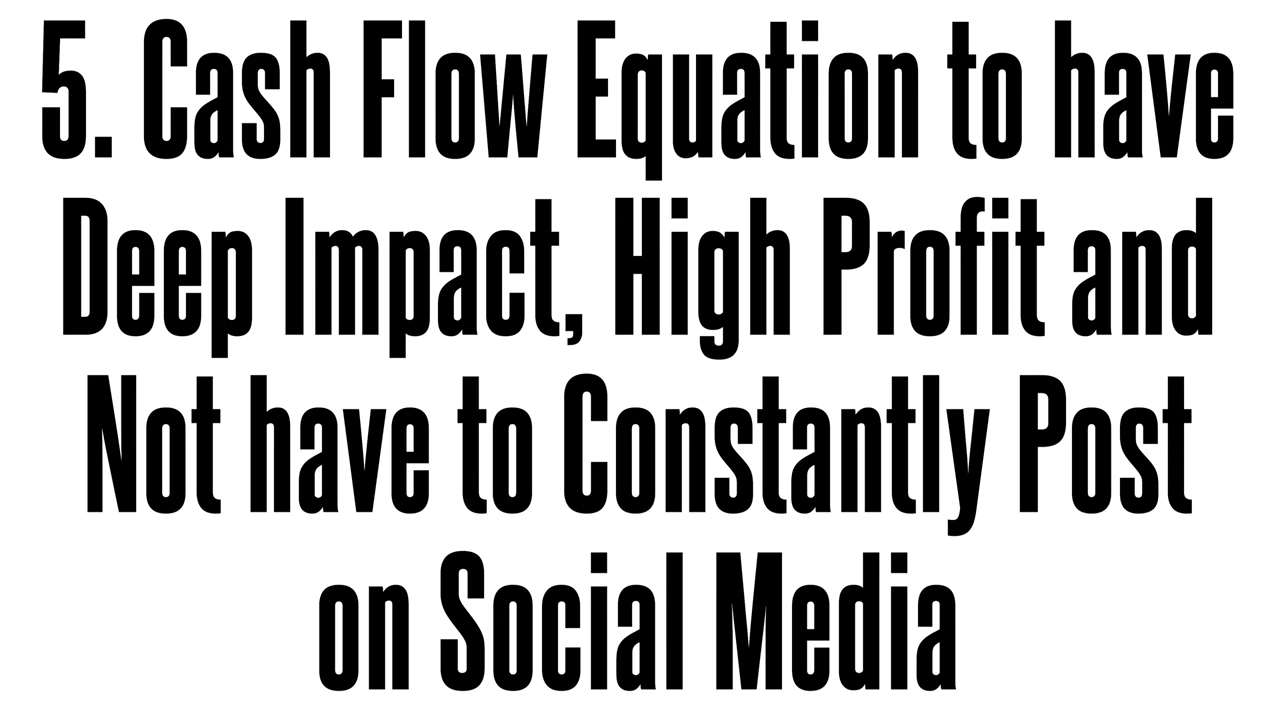 5. Cash Flow Equation to have
Deep Impact, High Profit and
Not have to Constantly Post
on Social Media